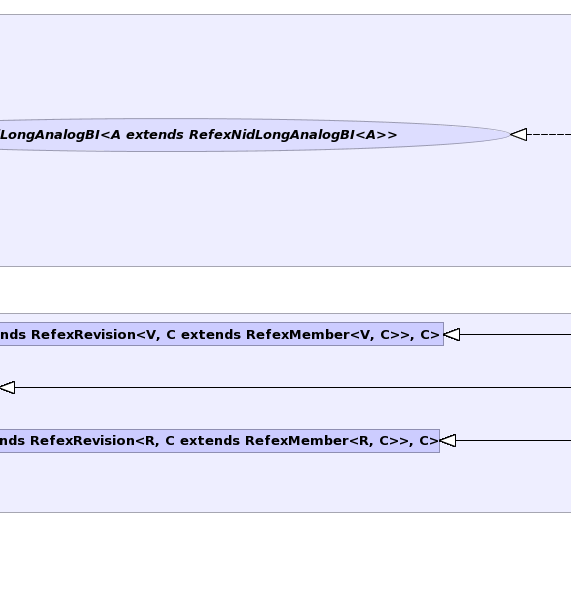 LongAnalogBI<A extends RefexNidLongAnalogBI<A>>
nds RefexRevision<V, C extends RefexMember<V, C>>, C>
nds RefexRevision<R, C extends RefexMember<R, C>>, C>